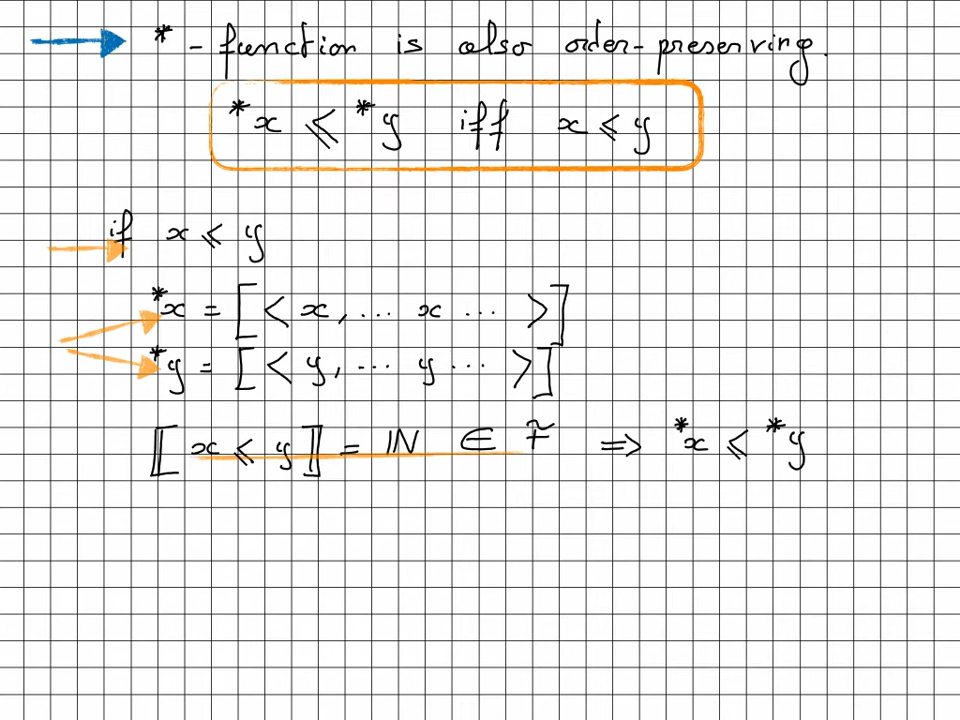 * - function is also order-preserving.
*x ⩽ *y iff x ⩽ y
if x ⩽ y
*x = [< x, ... x ... >]
*y = [< y, ... y ... >]
⟦ x ⩽ y ⟧ = ℕ ∈ F̃ ⟹ *x ⩽ *y